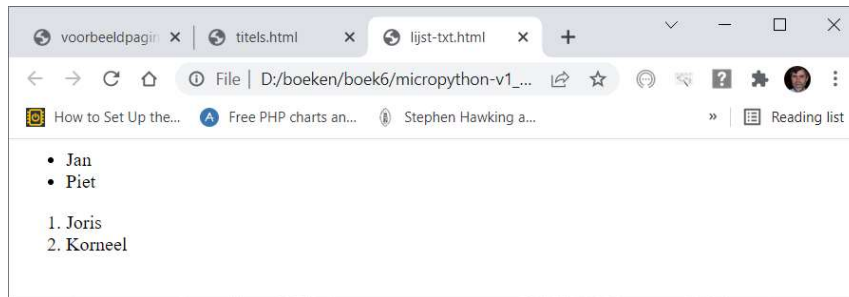 voorbeeldpagin titels.html lijst-txt.html
File | D:/boeken/boek6/micropython-v1_...
How to Set Up the... Free PHP charts an... Stephen Hawking a... » Reading list
• Jan
• Piet
1. Joris
2. Korneel